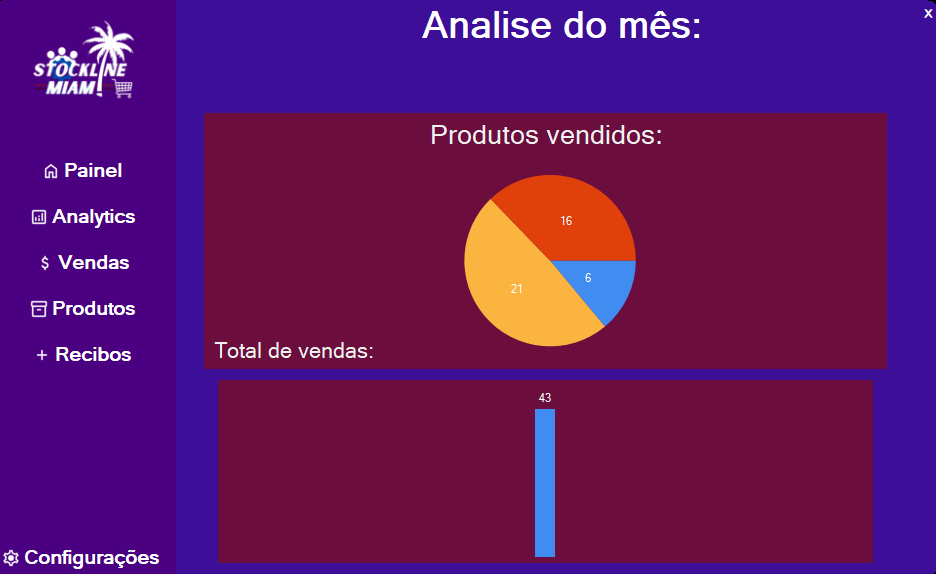 STOCKLINE
MIAMI
Painel
Analytics
Vendas
Produtos
Recibos
Configurações
x
Analise do mês:
Produtos vendidos:
16
6
21
Total de vendas:
43